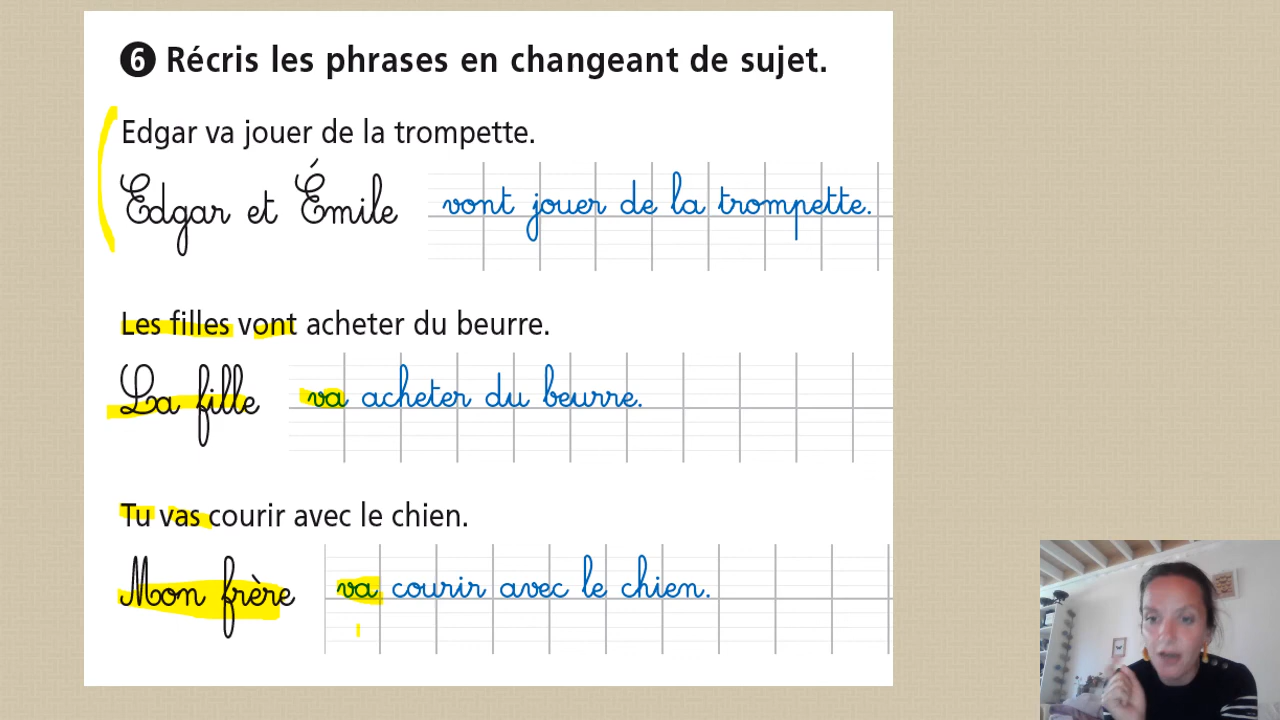 6 Récris les phrases en changeant de sujet.
Edgar va jouer de la trompette.
Edgar et Émile vont jouer de la trompette.
Les filles vont acheter du beurre.
La fille va acheter du beurre.
Tu vas courir avec le chien.
Mon frère va courir avec le chien.